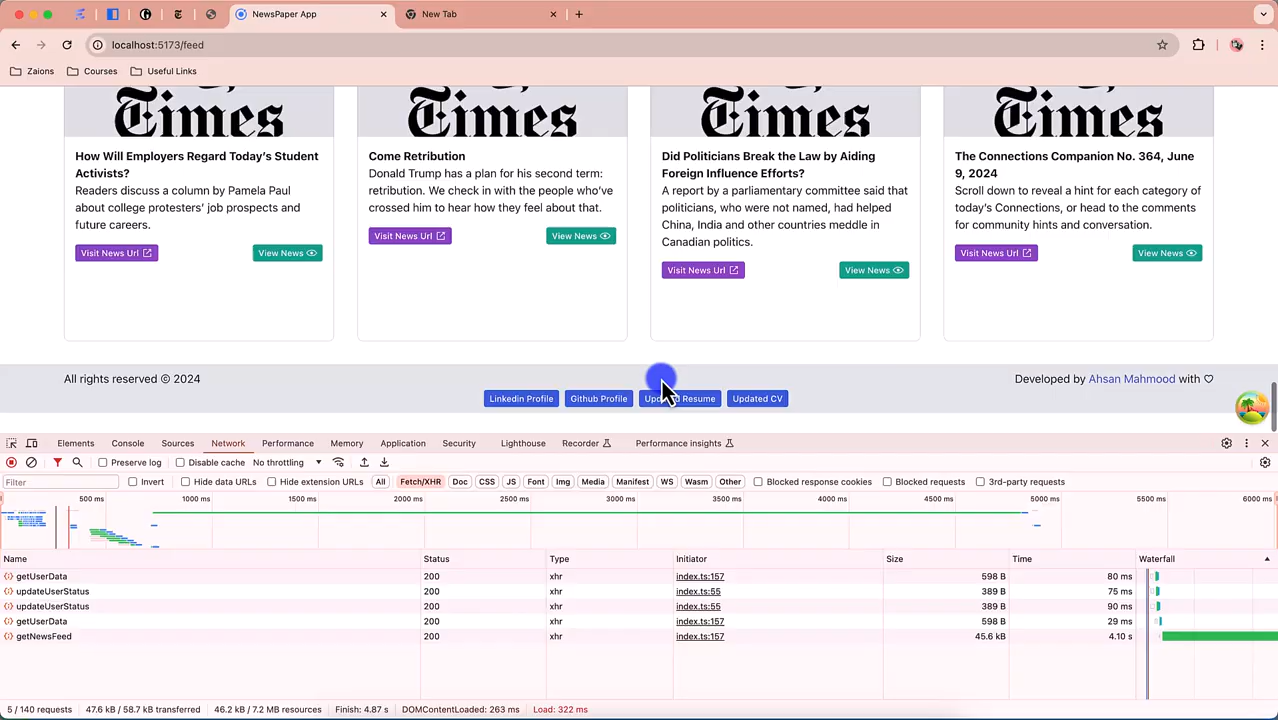 NewsPaper App
New Tab
localhost:5173/feed
Zaions Courses Useful Links
Times Times Times Times
How Will Employers Regard Today's Student
Activists?
Readers discuss a column by Pamela Paul
about college protesters' job prospects and
future careers.
Visit News Url View News
Come Retribution
Donald Trump has a plan for his second term:
retribution. We check in with the people who've
crossed him to hear how they feel about that.
Visit News Url View News
Did Politicians Break the Law by Aiding
Foreign Influence Efforts?
A report by a parliamentary committee said that
politicians, who were not named, had helped
China, India and other countries meddle in
Canadian politics.
Visit News Url View News
The Connections Companion No. 364, June
9, 2024
Scroll down to reveal a hint for each category of
today's Connections, or head to the comments
for community hints and conversation.
Visit News Url View News
All rights reserved © 2024
Developed by Ahsan Mahmood with ♡
Linkedin Profile Github Profile Resume Updated CV
Elements Console Sources Network Performance Memory Application Security Lighthouse Recorder Performance insights
Preserve log Disable cache No throttling
Filter Invert Hide data URLs Hide extension URLs All Fetch/XHR Doc CSS JS Font Img Media Manifest WS Wasm Other Blocked response cookies Blocked requests 3rd-party requests
500 ms 1000 ms 1500 ms 2000 ms 2500 ms 3000 ms 3500 ms 4000 ms 4500 ms 5000 ms 5500 ms 6000 ms
Name Status Type Initiator Size Time Waterfall
getUserData 200 xhr index.ts:157 598 B 80 ms
updateUserStatus 200 xhr index.ts:55 389 B 75 ms
updateUserStatus 200 xhr index.ts:55 389 B 90 ms
getUserData 200 xhr index.ts:157 598 B 29 ms
getNewsFeed 200 xhr index.ts:157 45.6 kB 4.10 s
5 / 140 requests 47.6 kB / 58.7 kB transferred 46.2 kB / 7.2 MB resources Finish: 4.87 s DOMContentLoaded: 263 ms Load: 322 ms